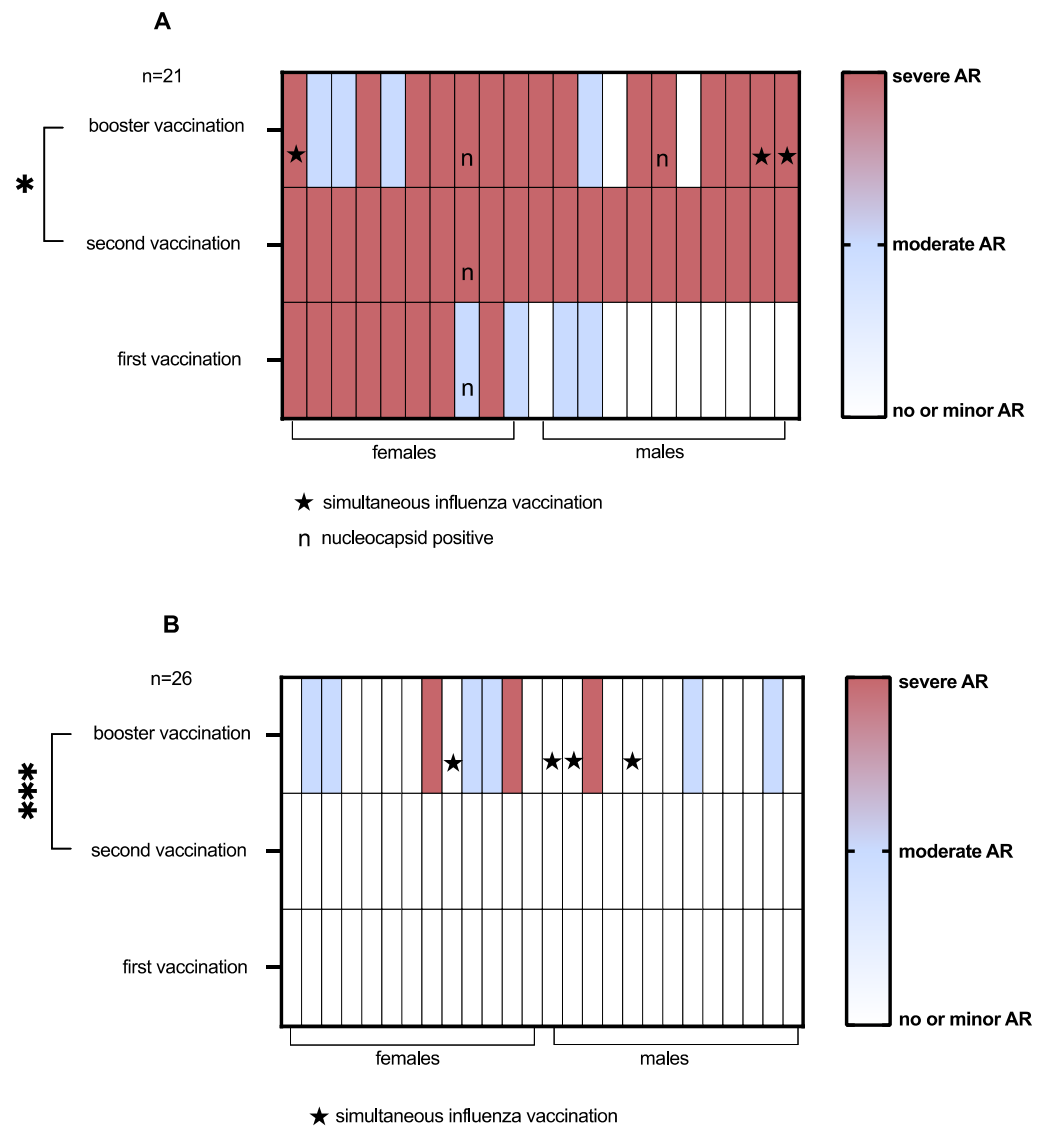 A
n=21
severe AR
booster vaccination
★ n n ★ ★
*
second vaccination
moderate AR
n
first vaccination
n
no or minor AR
females males
★ simultaneous influenza vaccination
n nucleocapsid positive
B
n=26
severe AR
booster vaccination
★ ★ ★ ★
***
second vaccination
moderate AR
first vaccination
no or minor AR
females males
★ simultaneous influenza vaccination